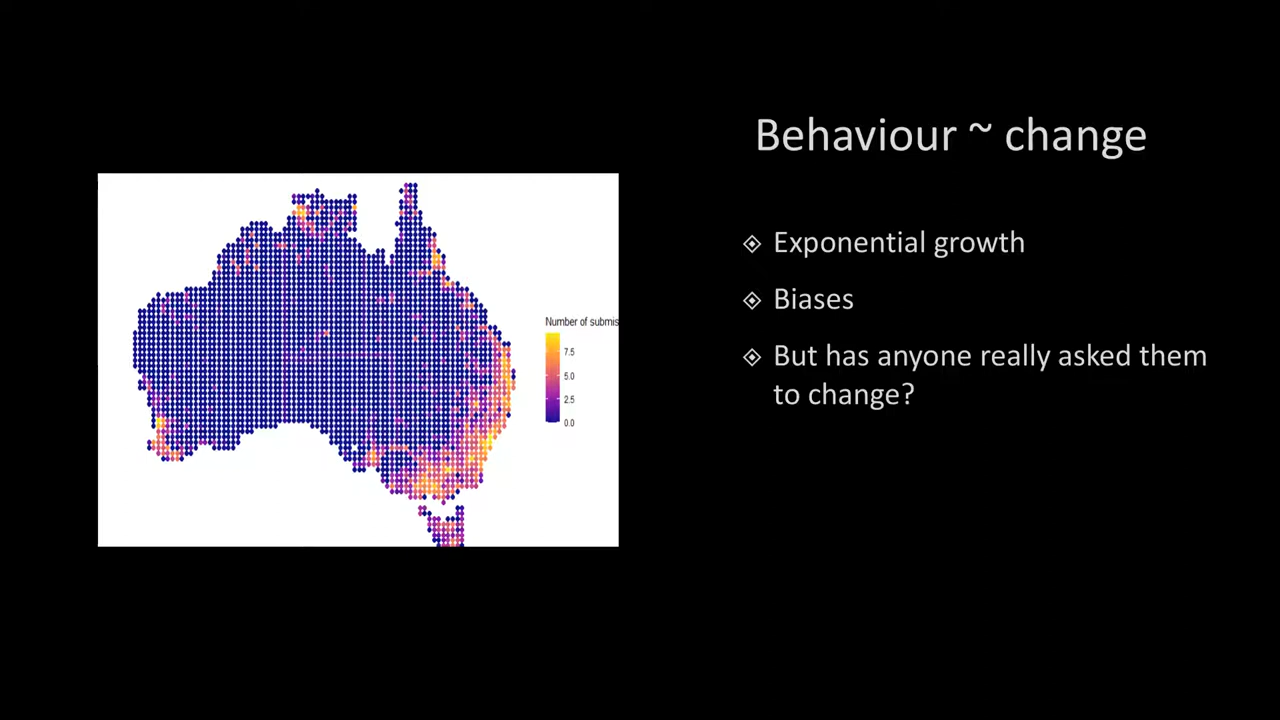 Behaviour ~ change
Number of submis
7.5
5.0
2.5
0.0
Exponential growth
Biases
But has anyone really asked them
to change?